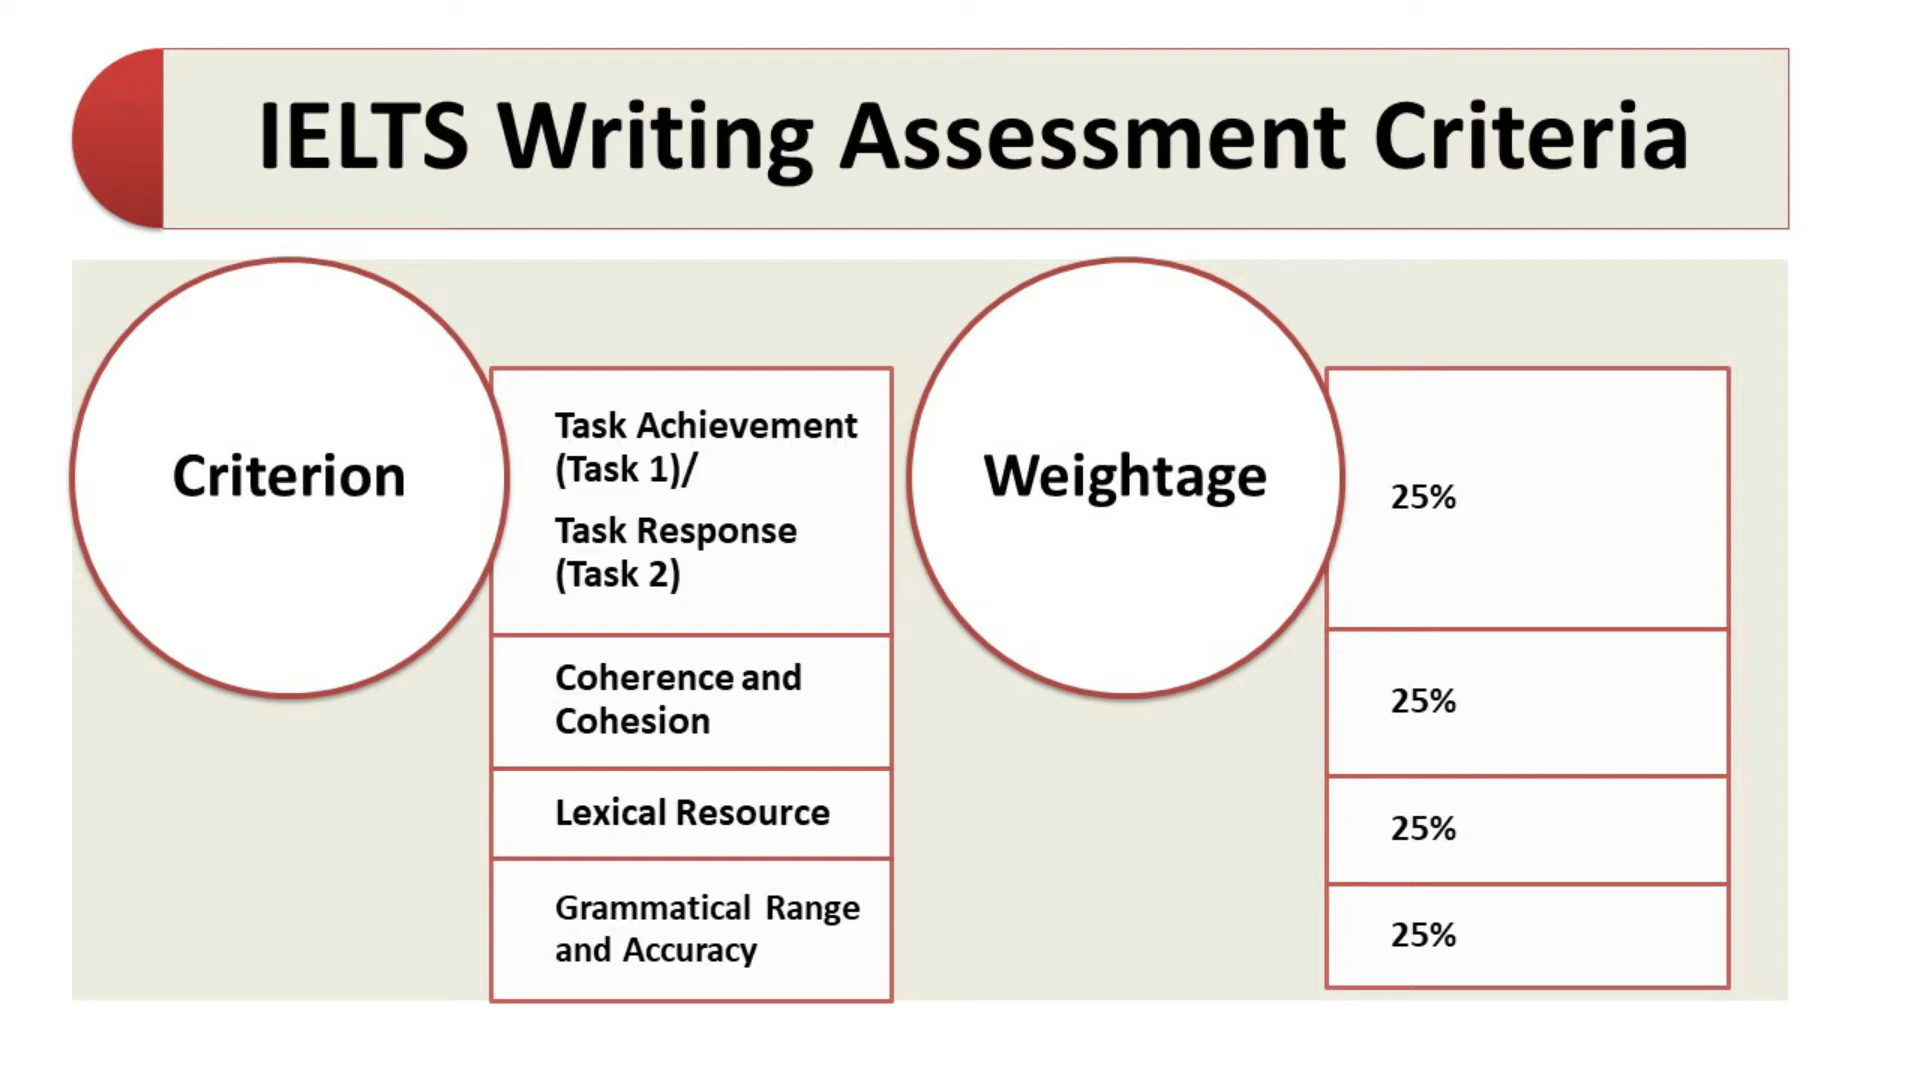 IELTS Writing Assessment Criteria
Criterion
Task Achievement
(Task 1)/
Task Response
(Task 2)
Coherence and
Cohesion
Lexical Resource
Grammatical Range
and Accuracy
Weightage
25%
25%
25%
25%